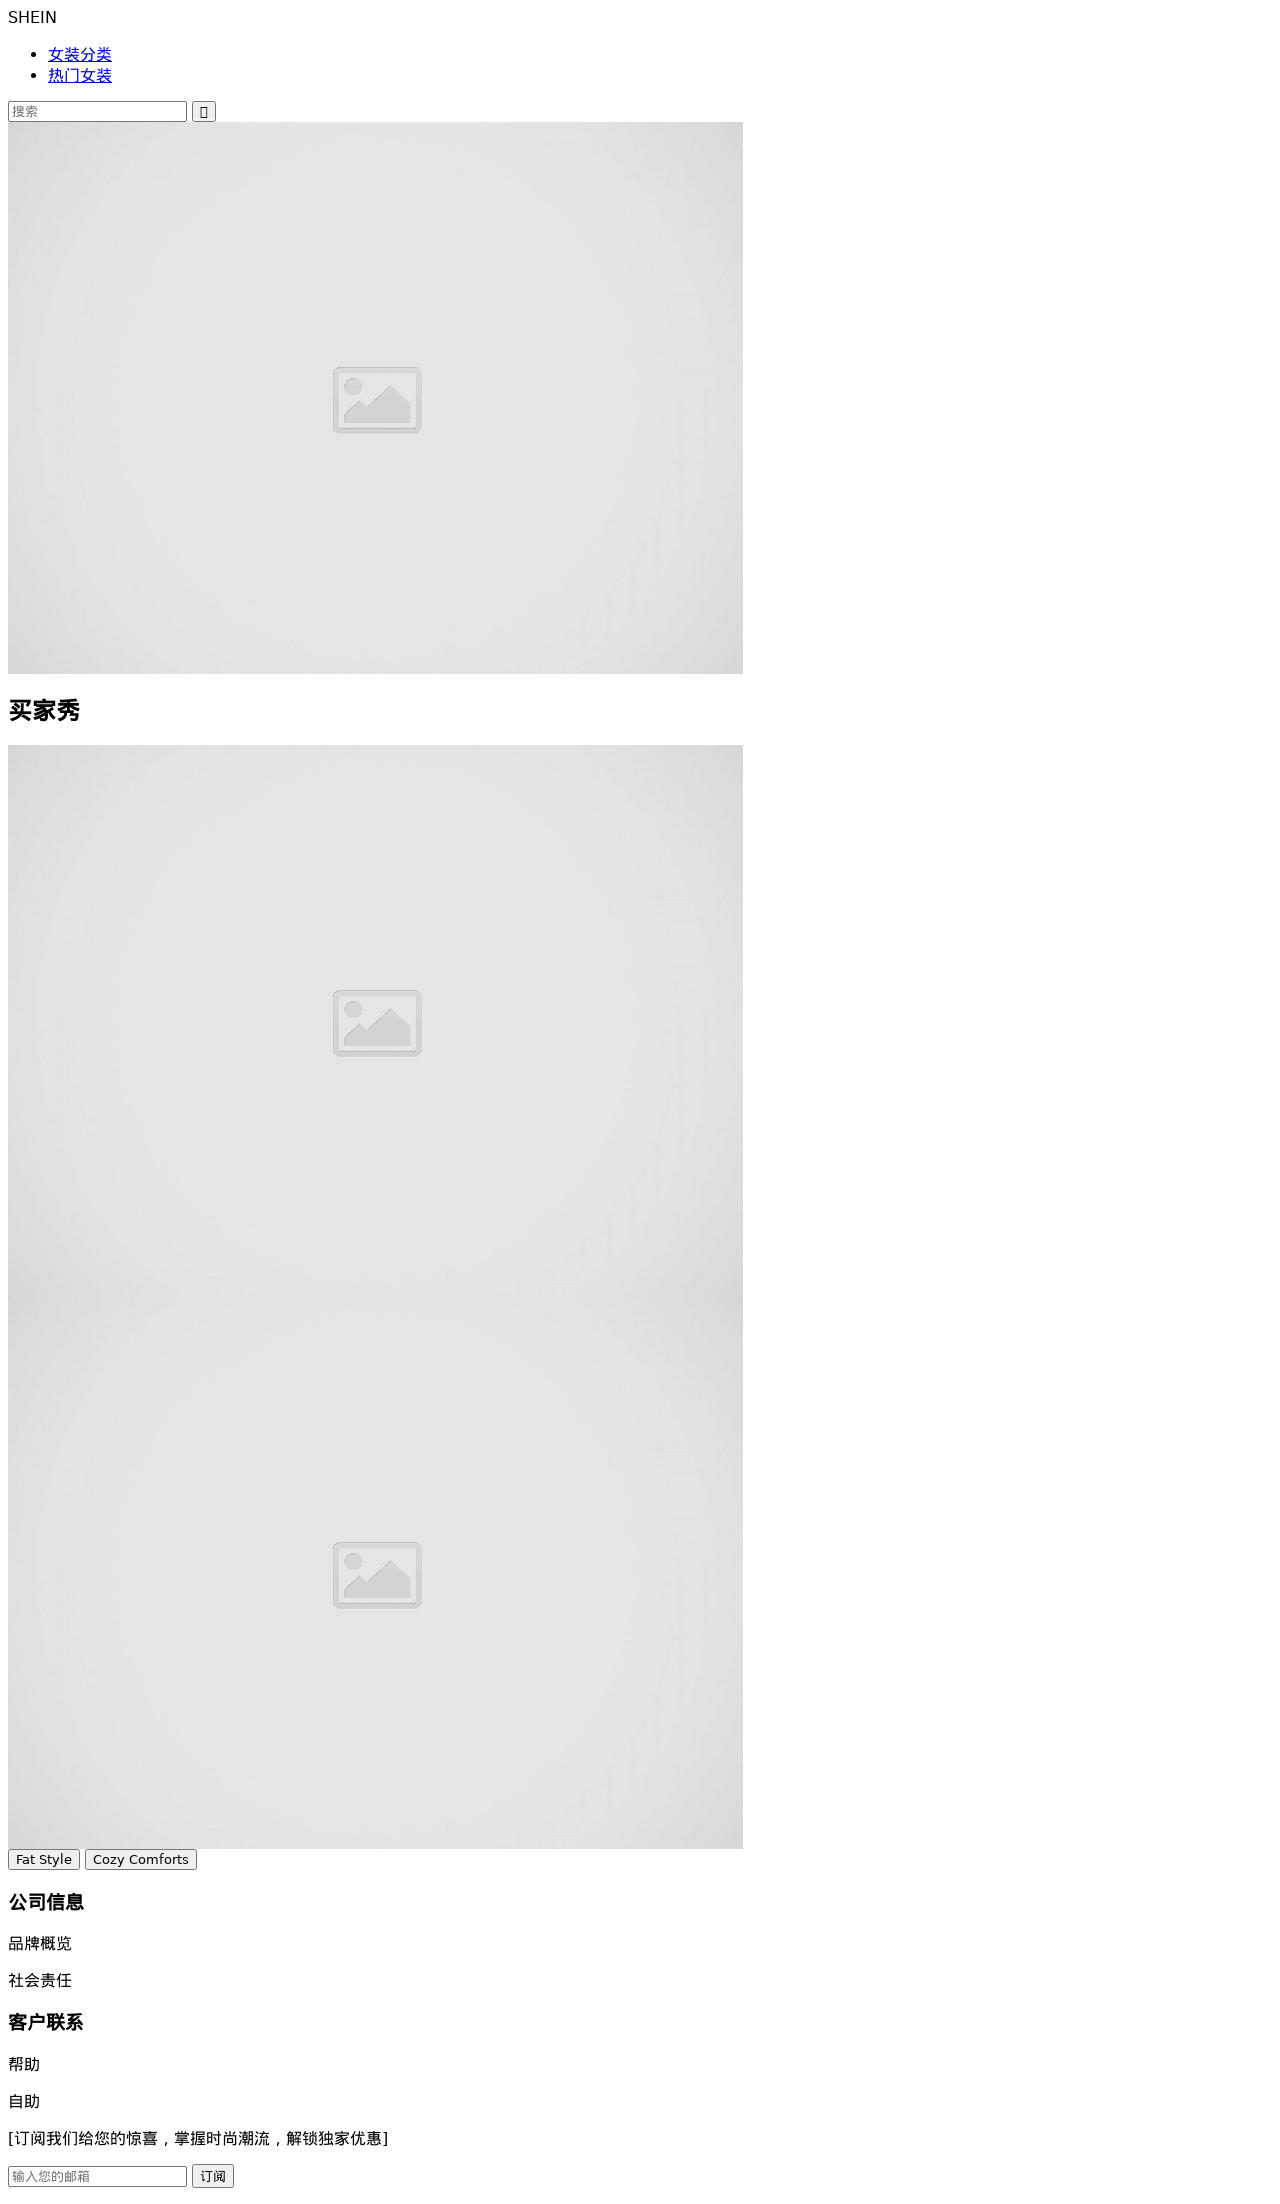 SHEIN
女装分类
热门女装
搜索
买家秀
Fat Style Cozy Comforts
公司信息
品牌概览
社会责任
客户联系
帮助
自助
[订阅我们给您的惊喜，掌握时尚潮流，解锁独家优惠]
输入您的邮箱 订阅